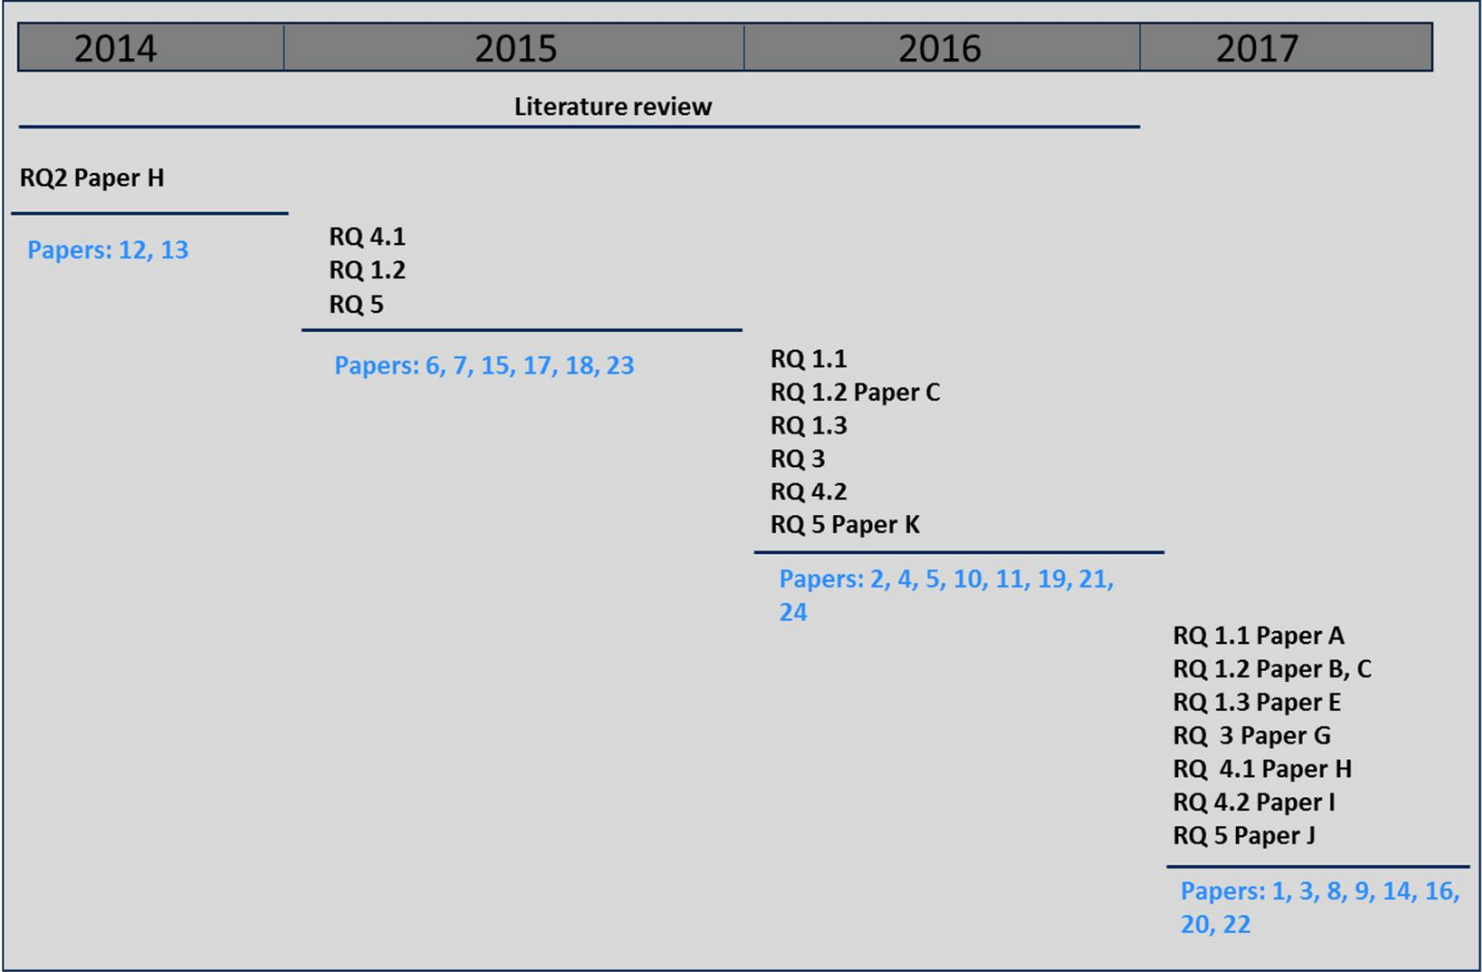 2014 2015 2016 2017
Literature review
RQ2 Paper H
Papers: 12, 13
RQ 4.1
RQ 1.2
RQ 5
Papers: 6, 7, 15, 17, 18, 23
RQ 1.1
RQ 1.2 Paper C
RQ 1.3
RQ 3
RQ 4.2
RQ 5 Paper K
Papers: 2, 4, 5, 10, 11, 19, 21,
24
RQ 1.1 Paper A
RQ 1.2 Paper B, C
RQ 1.3 Paper E
RQ  3 Paper G
RQ  4.1 Paper H
RQ 4.2 Paper I
RQ 5 Paper J
Papers: 1, 3, 8, 9, 14, 16,
20, 22